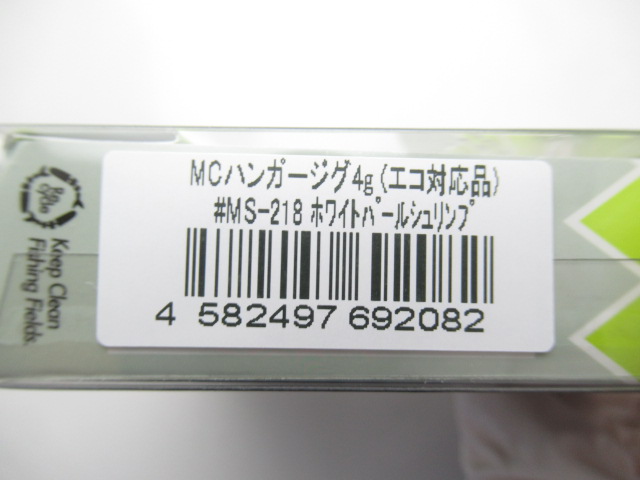 MCハンガージグ4g(エコ対応品)
#MS-218 ﾎﾜｲﾄﾊﾟｰﾙｼｭﾘﾝﾌﾟ
4 582497 692082
Keep Clean
Fishing Fields.